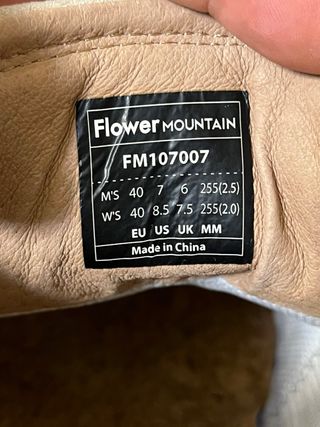 Flower MOUNTAIN
FM107007
M'S 40 7 6 255(2.5)
W'S 40 8.5 7.5 255(2.0)
EU US UK MM
Made in China